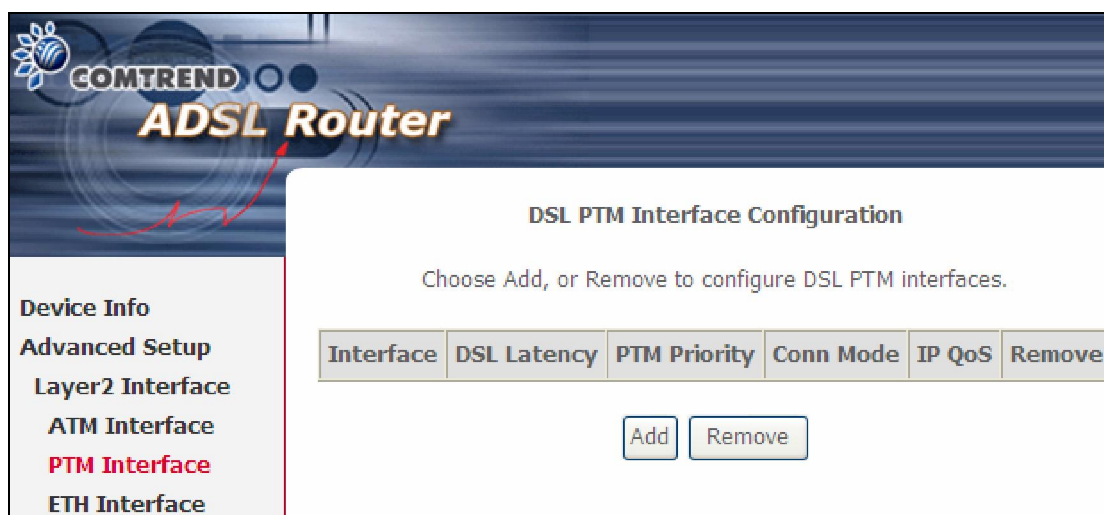 COMTREND
ADSL Router
DSL PTM Interface Configuration
Choose Add, or Remove to configure DSL PTM interfaces.
Device Info
Advanced Setup
Layer2 Interface
ATM Interface
PTM Interface
ETH Interface
Interface DSL Latency PTM Priority Conn Mode IP QoS Remove
Add Remove